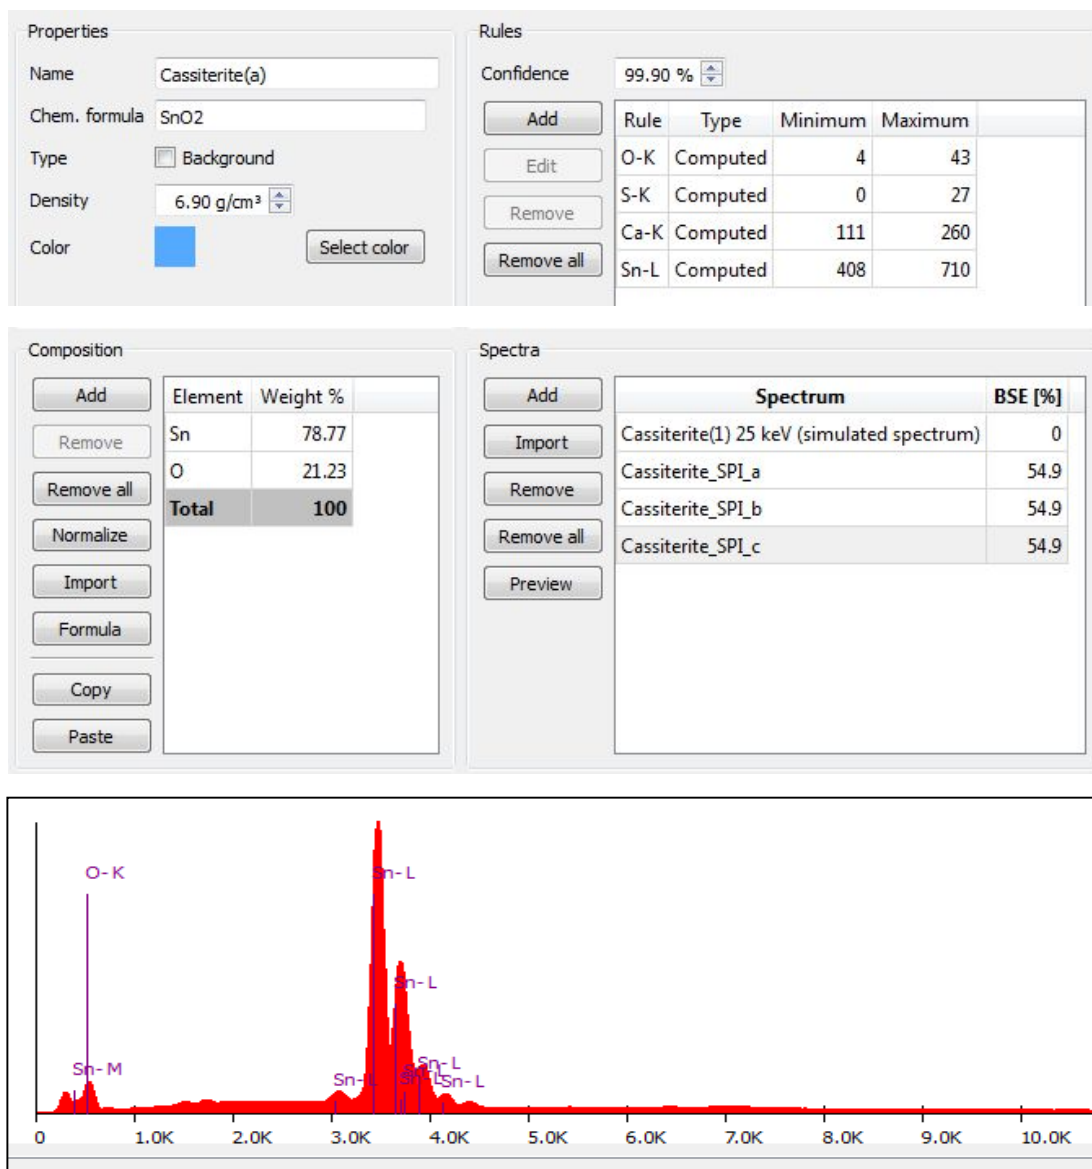 Properties
Name Cassiterite(a)
Chem. formula SnO2
Type Background
Density 6.90 g/cm³
Color Select color
Rules
Confidence 99.90 %
Add
Edit
Remove
Remove all
Rule Type Minimum Maximum
O-K Computed 4 43
S-K Computed 0 27
Ca-K Computed 111 260
Sn-L Computed 408 710
Composition
Add
Remove
Remove all
Normalize
Import
Formula
Copy
Paste
Element Weight %
Sn 78.77
O 21.23
Total 100
Spectra
Add
Import
Remove
Remove all
Preview
Spectrum BSE [%]
Cassiterite(1) 25 keV (simulated spectrum) 0
Cassiterite_SPI_a 54.9
Cassiterite_SPI_b 54.9
Cassiterite_SPI_c 54.9
O-K Sn-L
Sn-L
Sn-M Sn-L Sn-L Sn-L Sn-L
0 1.0K 2.0K 3.0K 4.0K 5.0K 6.0K 7.0K 8.0K 9.0K 10.0K